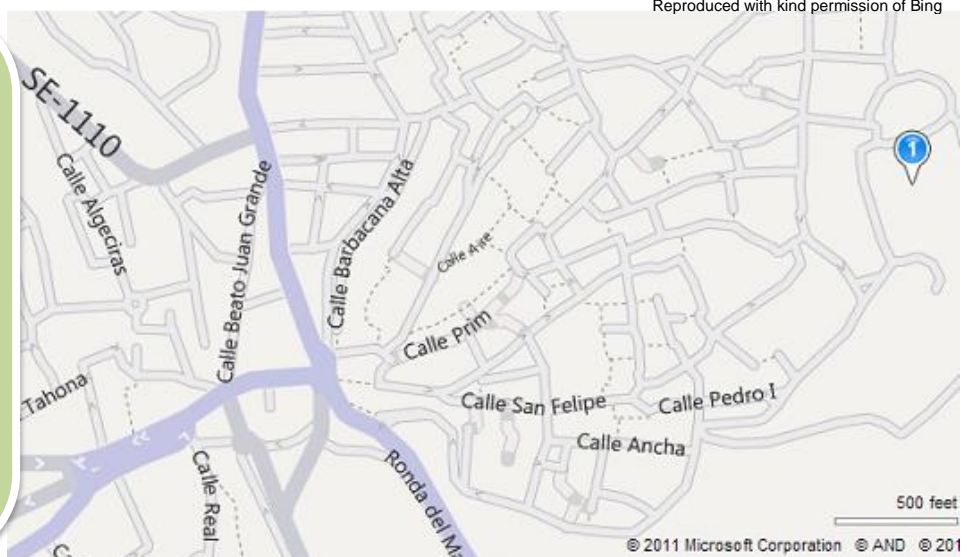 Reproduced with kind permission of Bing
SE-1110
1
Calle Algeciras
Calle Beato Juan Grande
Calle Barbacana Alta
Calle
Calle Prim
Tahona
Calle San Felipe
Calle Pedro I
Calle Ancha
Calle Real
Ronda del Ma
500 feet
© 2011 Microsoft Corporation © AND © 201